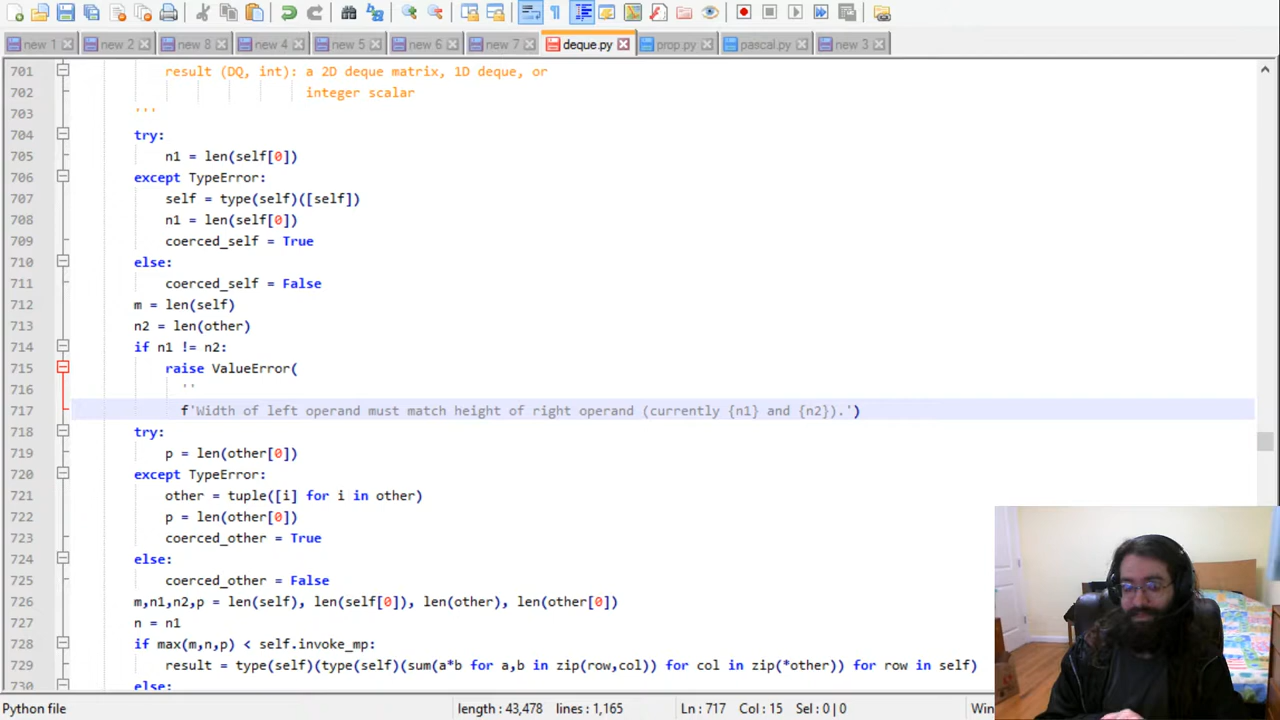 new 1
new 2
new 8
new 4
new 5
new 6
new 7
deque.py
prop.py
pascal.py
new 3
701 result (DQ, int): a 2D deque matrix, 1D deque, or
702 integer scalar
703 '''
704 try:
705 n1 = len(self[0])
706 except TypeError:
707 self = type(self)([self])
708 n1 = len(self[0])
709 coerced_self = True
710 else:
711 coerced_self = False
712 m = len(self)
713 n2 = len(other)
714 if n1 != n2:
715 raise ValueError(
716 ''
717 f'Width of left operand must match height of right operand (currently {n1} and {n2}).')
718 try:
719 p = len(other[0])
720 except TypeError:
721 other = tuple([i] for i in other)
722 p = len(other[0])
723 coerced_other = True
724 else:
725 coerced_other = False
726 m,n1,n2,p = len(self), len(self[0]), len(other), len(other[0])
727 n = n1
728 if max(m,n,p) < self.invoke_mp:
729 result = type(self)(type(self)(sum(a*b for a,b in zip(row,col)) for col in zip(*other)) for row in self)
730 else:
Python file length : 43,478 lines : 1,165 Ln : 717 Col : 15 Sel : 0 | 0 Win